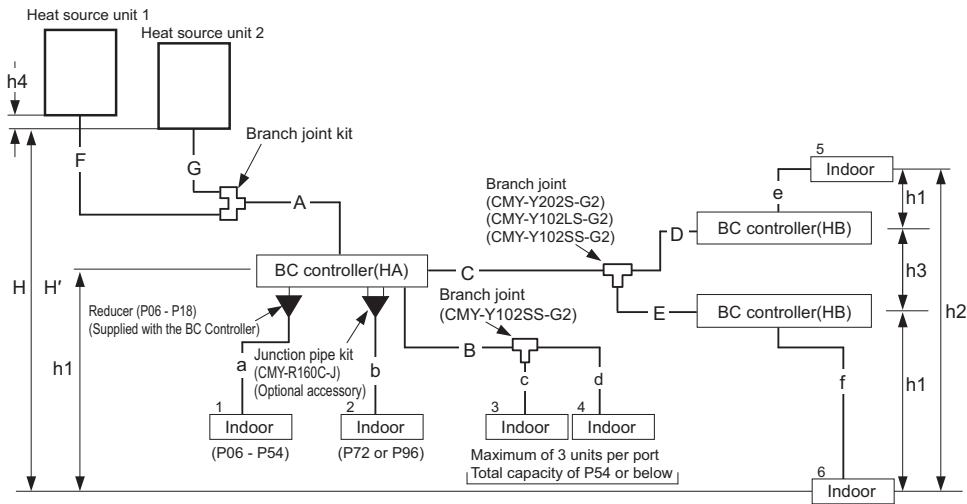 Heat source unit 1
Heat source unit 2
h4
Branch joint kit
F
G
A
5
Indoor
e
Branch joint
(CMY-Y202S-G2)
(CMY-Y102LS-G2)
(CMY-Y102SS-G2)
D
BC controller(HB)
h1
H
H′
BC controller(HA)
C
h3
h2
Reducer (P06 - P18)
(Supplied with the BC Controller)
Branch joint
(CMY-Y102SS-G2)
E
BC controller(HB)
h1
a
Junction pipe kit
(CMY-R160C-J)
(Optional accessory)
b
B
c
d
f
h1
1
Indoor
(P06 - P54)
2
Indoor
(P72 or P96)
3
Indoor
4
Indoor
Maximum of 3 units per port
Total capacity of P54 or below
6
Indoor